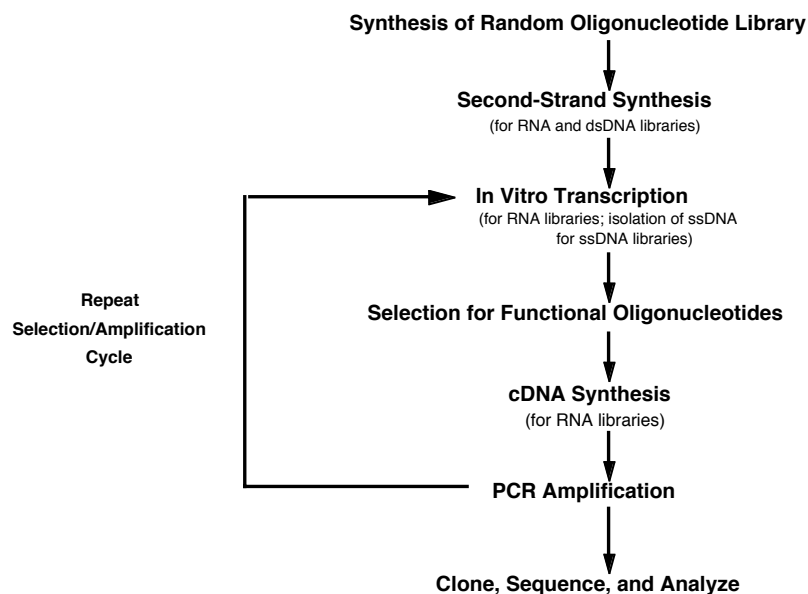 Synthesis of Random Oligonucleotide Library
Second-Strand Synthesis
(for RNA and dsDNA libraries)
In Vitro Transcription
(for RNA libraries; isolation of ssDNA
for ssDNA libraries)
Selection for Functional Oligonucleotides
Repeat
Selection/Amplification
Cycle
cDNA Synthesis
(for RNA libraries)
PCR Amplification
Clone, Sequence, and Analyze